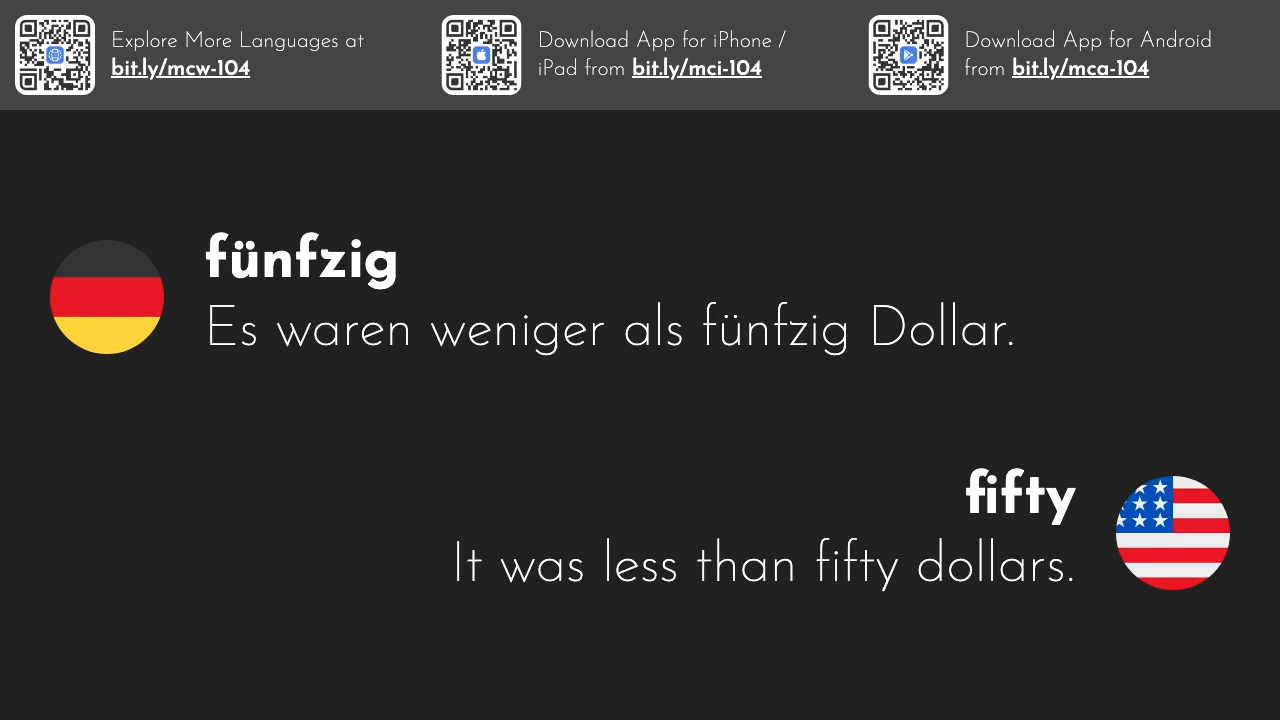 Explore More Languages at
bit.ly/mcw-104
Download App for iPhone /
iPad from bit.ly/mci-104
Download App for Android
from bit.ly/mca-104
fünfzig
Es waren weniger als fünfzig Dollar.
fifty
It was less than fifty dollars.